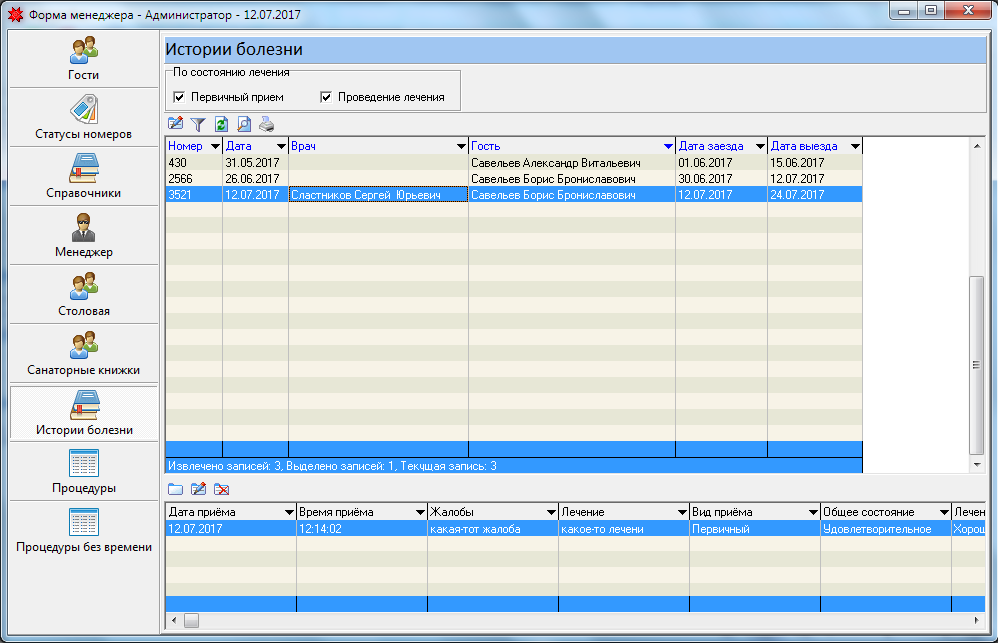 Форма менеджера - Администратор - 12.07.2017
Гости
Статусы номеров
Справочники
Менеджер
Столовая
Санаторные книжки
Истории болезни
Процедуры
Процедуры без времени
Истории болезни
По состоянию лечения
Первичный прием Проведение лечения
Номер Дата Врач Гость Дата заезда Дата выезда
430 31.05.2017 Савельев Александр Витальевич 01.06.2017 15.06.2017
2566 26.06.2017 Савельев Борис Брониславович 30.06.2017 12.07.2017
3521 12.07.2017 Сластников Сергей Юрьевич Савельев Борис Брониславович 12.07.2017 24.07.2017
Извлечено записей: 3, Выделено записей: 1, Текущая запись: 3
Дата приёма Время приёма Жалобы Лечение Вид приёма Общее состояние Лечен
12.07.2017 12:14:02 какая-тот жалоба какое-то лечени Первичный Удовлетворительное Хорош